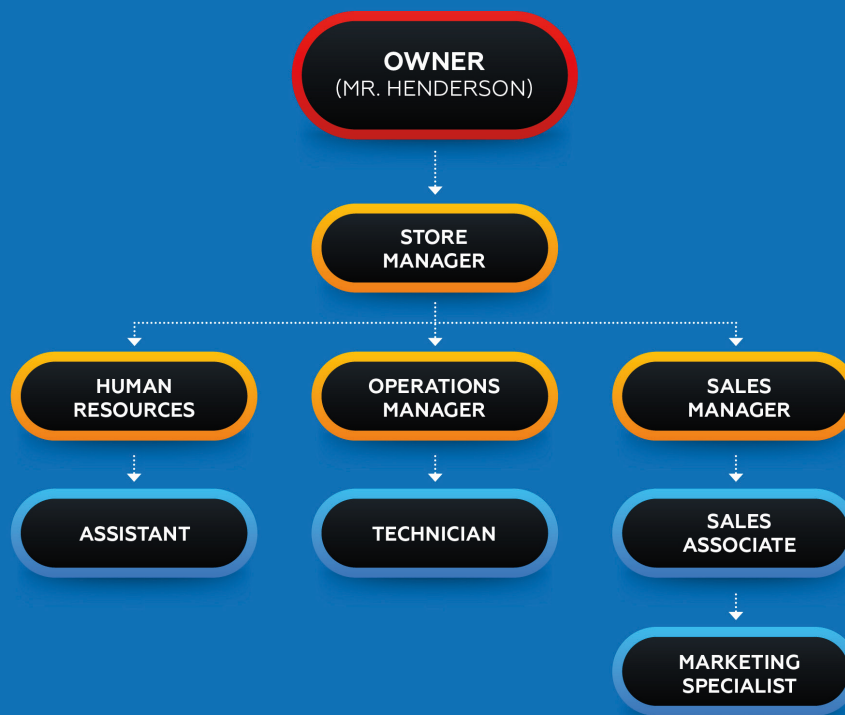 OWNER
(MR. HENDERSON)
STORE
MANAGER
HUMAN
RESOURCES
OPERATIONS
MANAGER
SALES
MANAGER
ASSISTANT
TECHNICIAN
SALES
ASSOCIATE
MARKETING
SPECIALIST